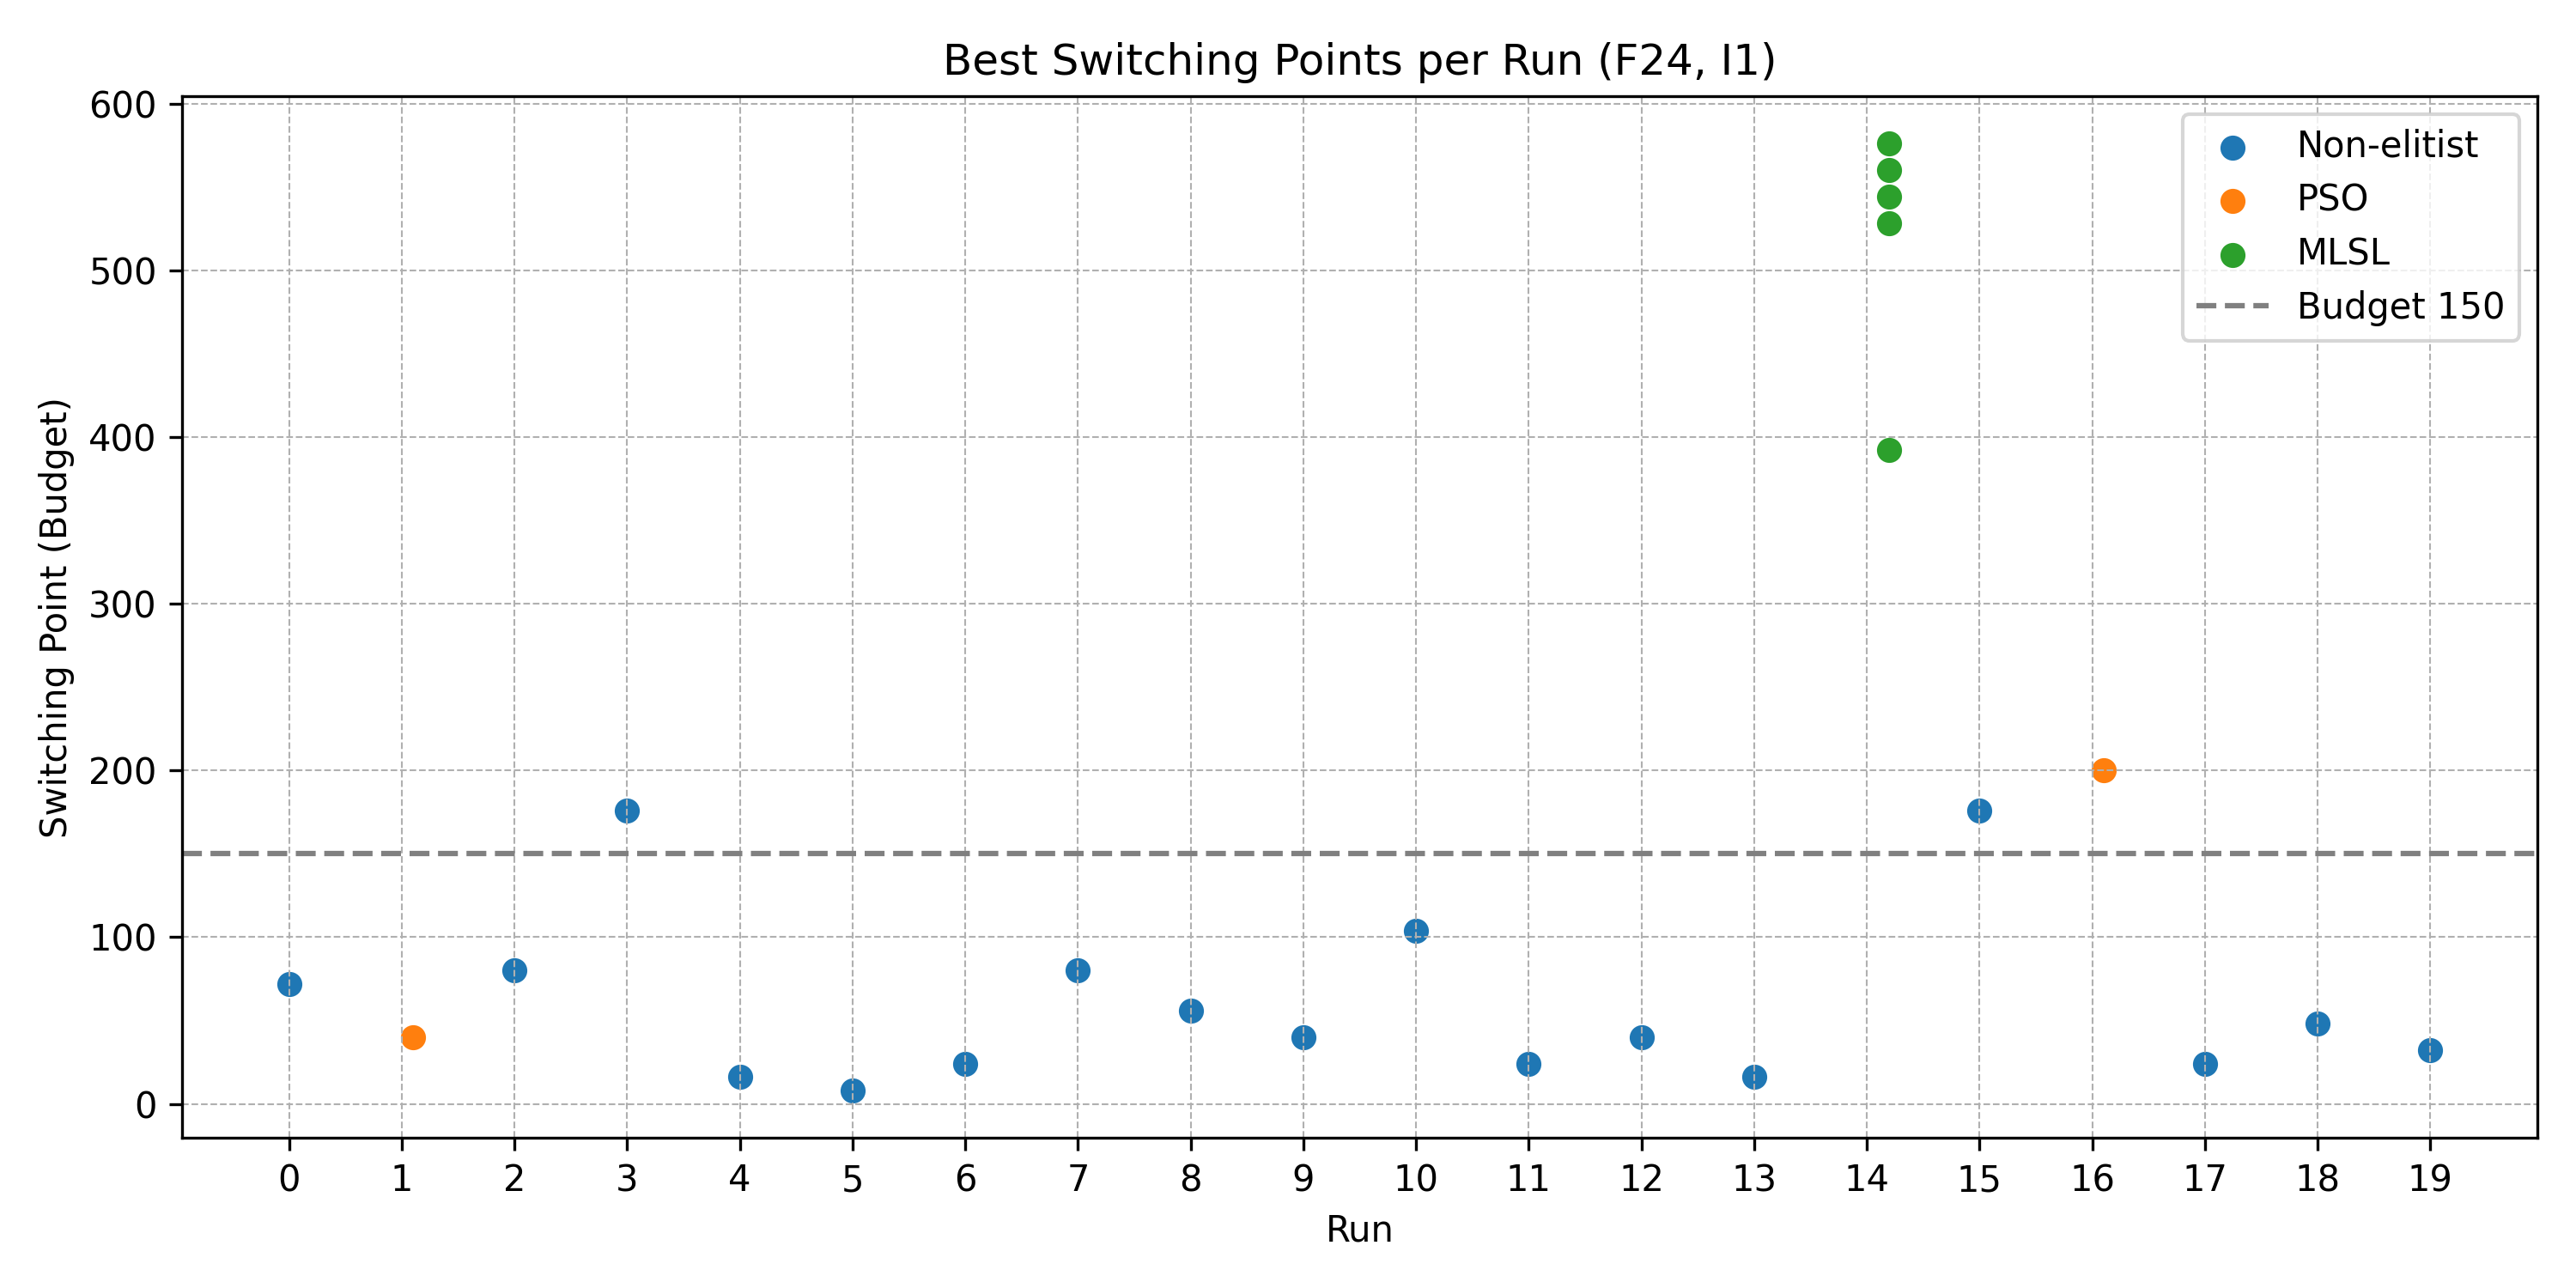 Best Switching Points per Run (F24, I1)
Switching Point (Budget)
600
500
400
300
200
100
0
Non-elitist
PSO
MLSL
Budget 150
0 1 2 3 4 5 6 7 8 9 10 11 12 13 14 15 16 17 18 19
Run